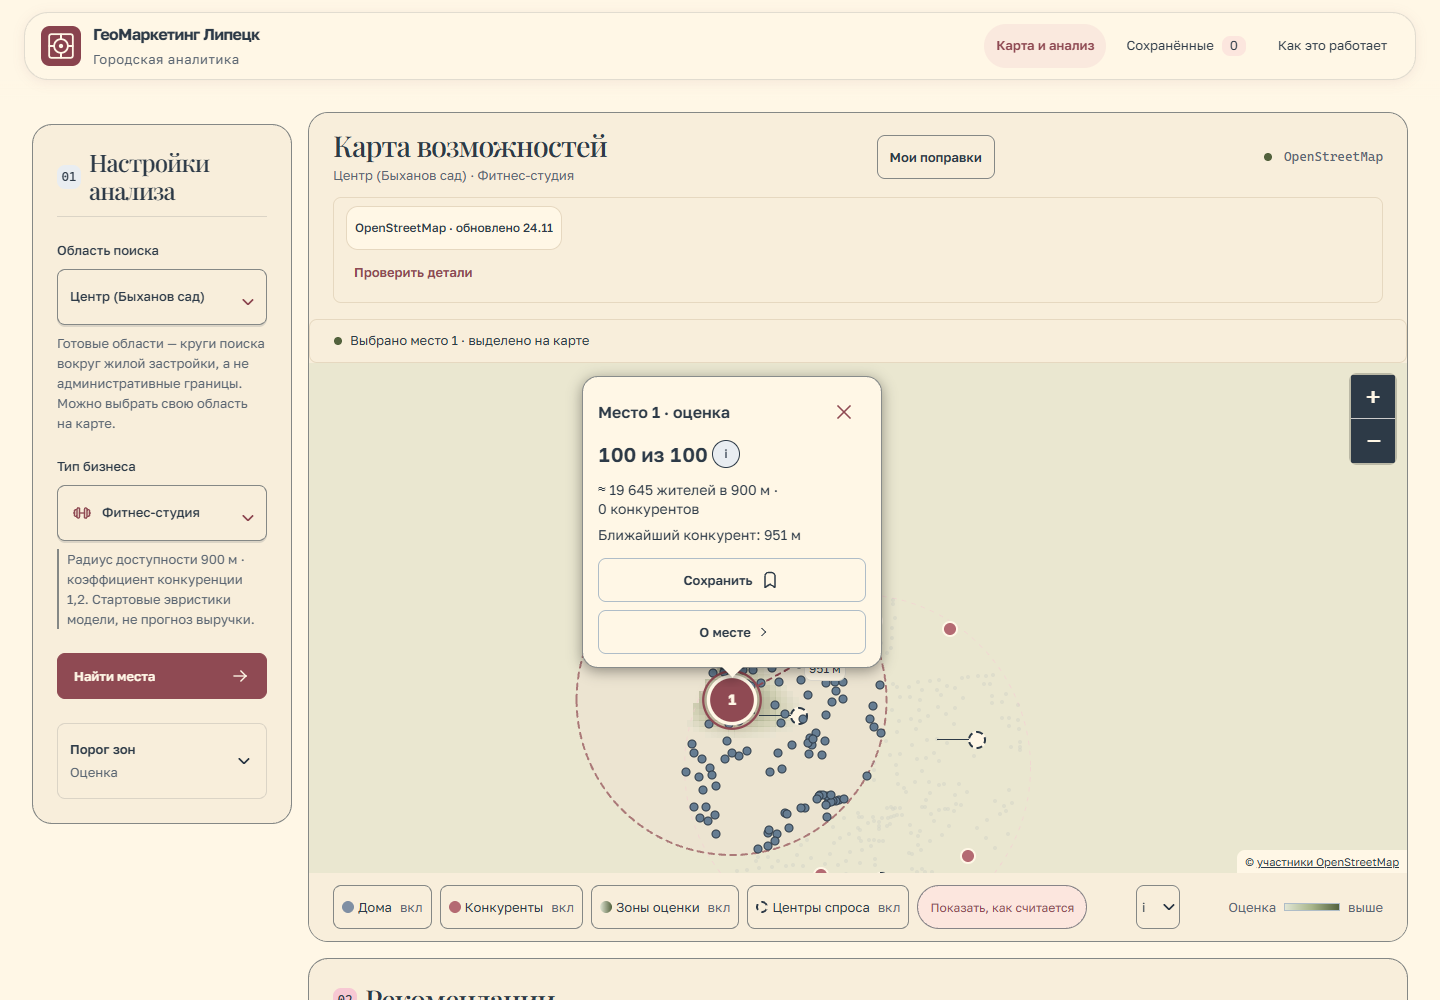 ГеоМаркетинг Липецк
Городская аналитика
Карта и анализ
Сохранённые 0
Как это работает
01
Настройки
анализа
Область поиска
Центр (Быханов сад)
Готовые области — круги поиска
вокруг жилой застройки, а не
административные границы.
Можно выбрать свою область
на карте.
Тип бизнеса
Фитнес-студия
Радиус доступности 900 м ·
коэффициент конкуренции
1,2. Стартовые эвристики
модели, не прогноз выручки.
Найти места
Порог зон
Оценка
Карта возможностей
Центр (Быханов сад) · Фитнес-студия
Мои поправки
OpenStreetMap
OpenStreetMap · обновлено 24.11
Проверить детали
Выбрано место 1 · выделено на карте
+
−
Место 1 · оценка
100 из 100 i
≈ 19 645 жителей в 900 м ·
0 конкурентов
Ближайший конкурент: 951 м
Сохранить
О месте
951 м
1
© участники OpenStreetMap
Дома вкл
Конкуренты вкл
Зоны оценки вкл
Центры спроса вкл
Показать, как считается
i
Оценка выше
02
Рекомендации